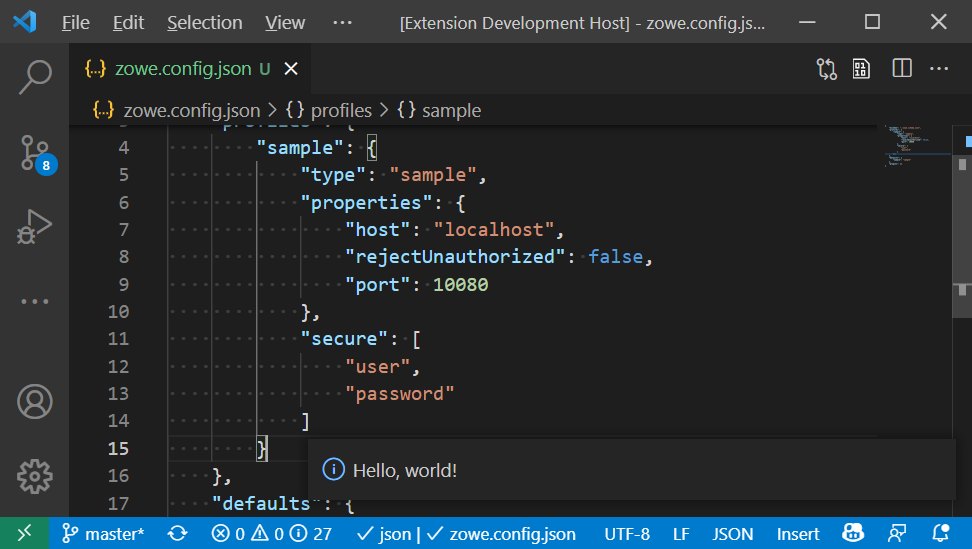 File Edit Selection View ··· [Extension Development Host] - zowe.config.js...
{..} zowe.config.json U
{..} zowe.config.json > {} profiles > {} sample
4 "sample": {
5 "type": "sample",
6 "properties": {
7 "host": "localhost",
8 "rejectUnauthorized": false,
9 "port": 10080
10 },
11 "secure": [
12 "user",
13 "password"
14 ]
15 }
16 },
17 "defaults": {
8
Hello, world!
master* 0 0 27 json | zowe.config.json UTF-8 LF JSON Insert